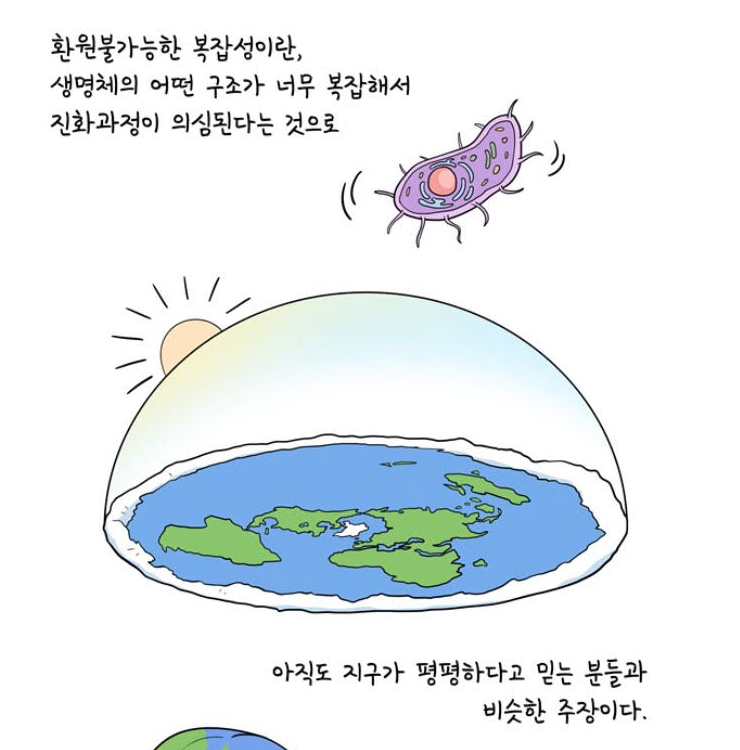 환원불가능한 복잡성이란,
생명체의 어떤 구조가 너무 복잡해서
진화과정이 의심된다는 것으로
아직도 지구가 평평하다고 믿는 분들과
비슷한 주장이다.